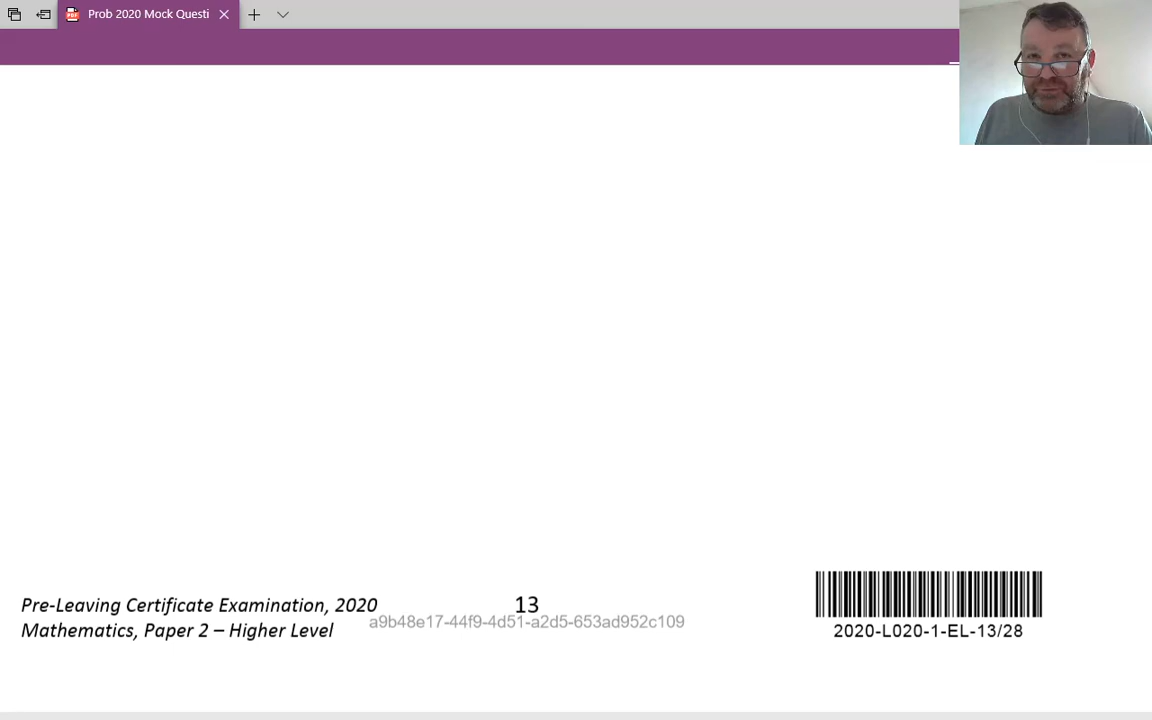 Prob 2020 Mock Questi
Pre-Leaving Certificate Examination, 2020
Mathematics, Paper 2 – Higher Level
13
a9b48e17-44f9-4d51-a2d5-653ad952c109
2020-L020-1-EL-13/28